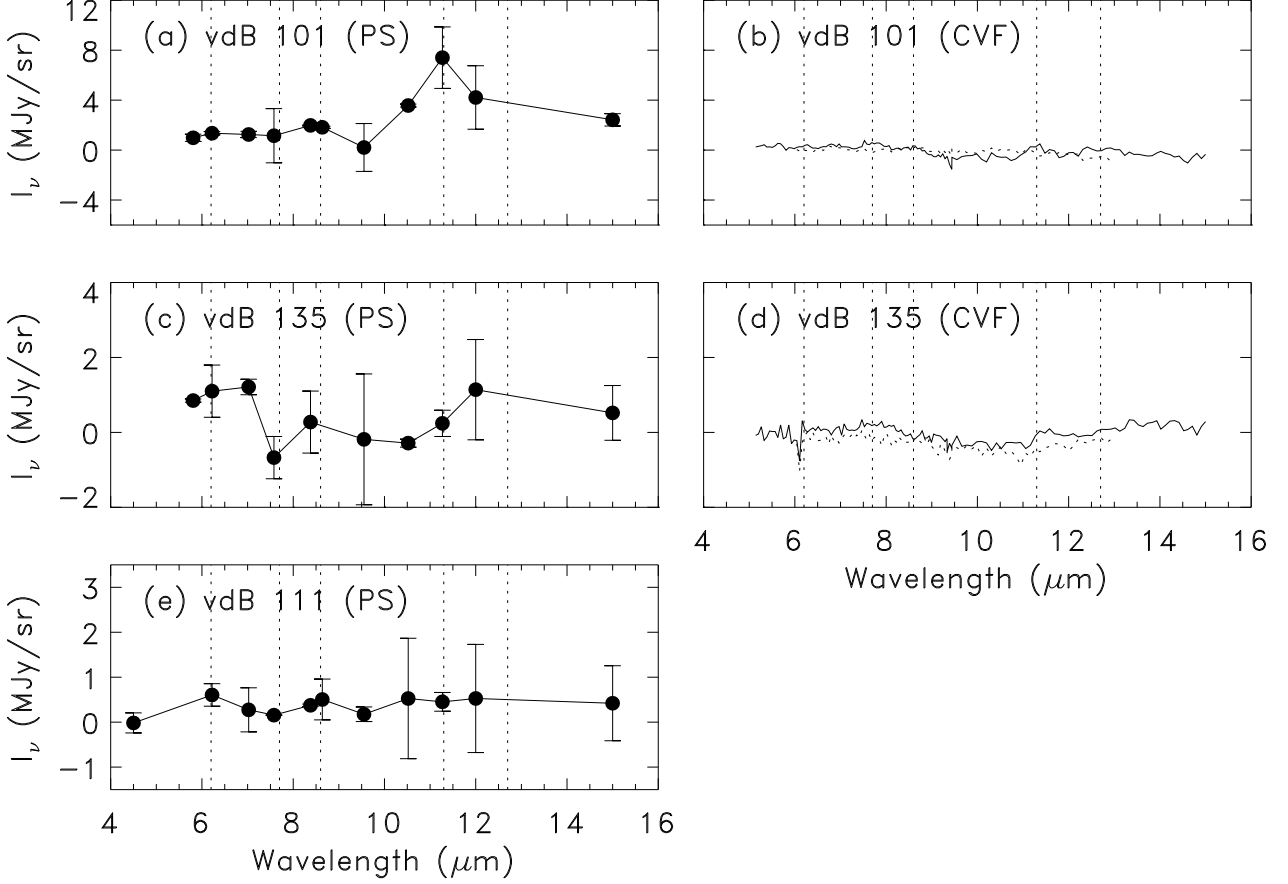 (a) vdB 101 (PS)
12
8
4
0
−4
I_ν (MJy/sr)
(b) vdB 101 (CVF)
(c) vdB 135 (PS)
4
2
0
−2
I_ν (MJy/sr)
(d) vdB 135 (CVF)
4 6 8 10 12 14 16
Wavelength (μm)
(e) vdB 111 (PS)
3
2
1
0
−1
I_ν (MJy/sr)
4 6 8 10 12 14 16
Wavelength (μm)